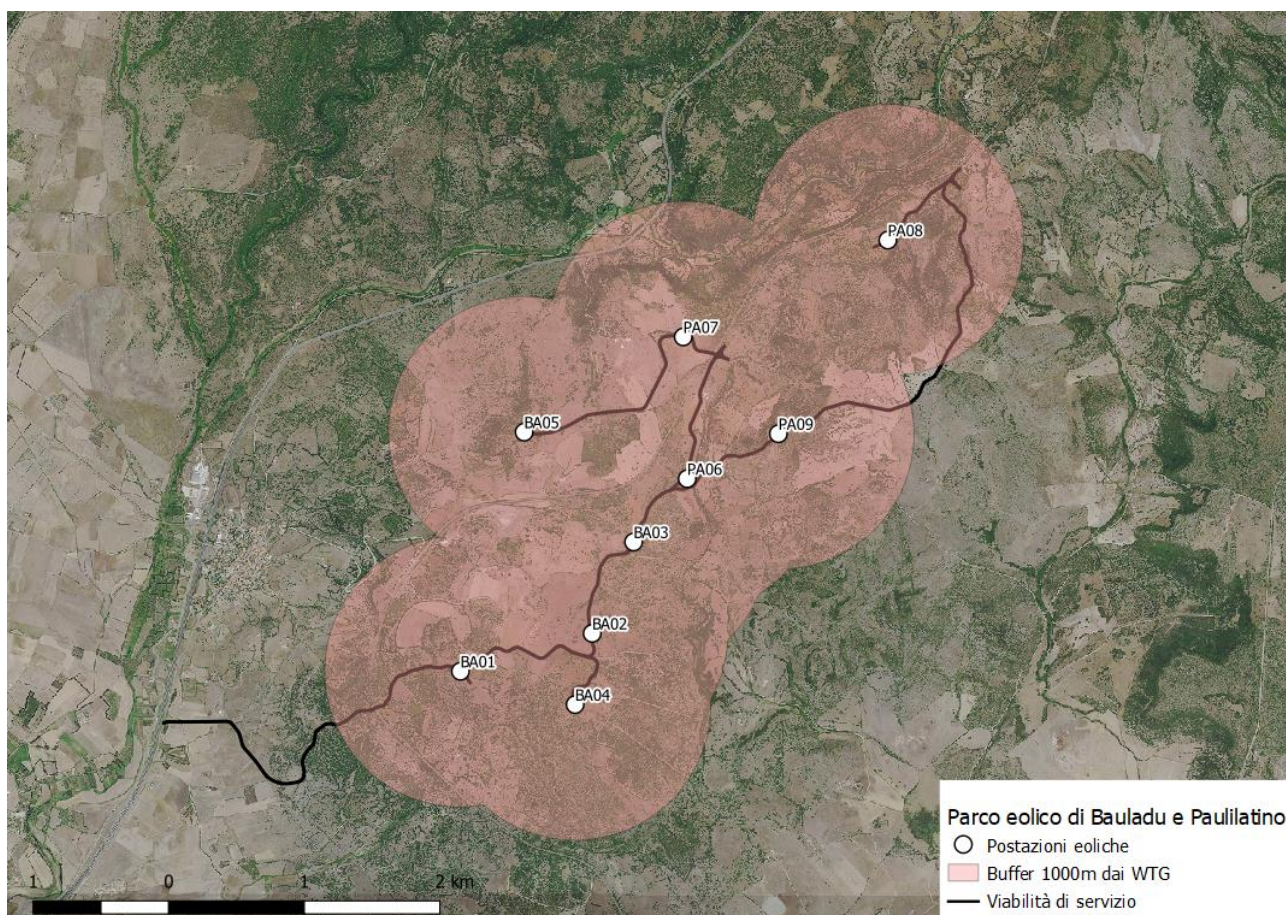 PA08
PA07
BA05
PA09
PA06
BA03
BA02
BA01
BA04
Parco eolico di Bauladu e Paulilatino
Postazioni eoliche
Buffer 1000m dai WTG
Viabilità di servizio
1 0 1 2 km